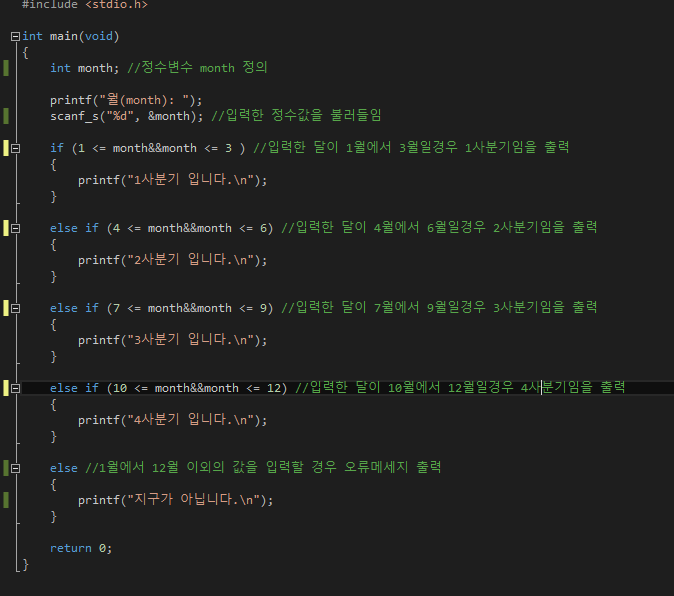 #include <stdio.h>
int main(void)
{
int month; //정수변수 month 정의
printf("월(month): ");
scanf_s("%d", &month); //입력한 정수값을 불러들임
if (1 <= month&&month <= 3 ) //입력한 달이 1월에서 3월일경우 1사분기임을 출력
{
printf("1사분기 입니다.\n");
}
else if (4 <= month&&month <= 6) //입력한 달이 4월에서 6월일경우 2사분기임을 출력
{
printf("2사분기 입니다.\n");
}
else if (7 <= month&&month <= 9) //입력한 달이 7월에서 9월일경우 3사분기임을 출력
{
printf("3사분기 입니다.\n");
}
else if (10 <= month&&month <= 12) //입력한 달이 10월에서 12월일경우 4사분기임을 출력
{
printf("4사분기 입니다.\n");
}
else //1월에서 12월 이외의 값을 입력할 경우 오류메세지 출력
{
printf("지구가 아닙니다.\n");
}
return 0;
}